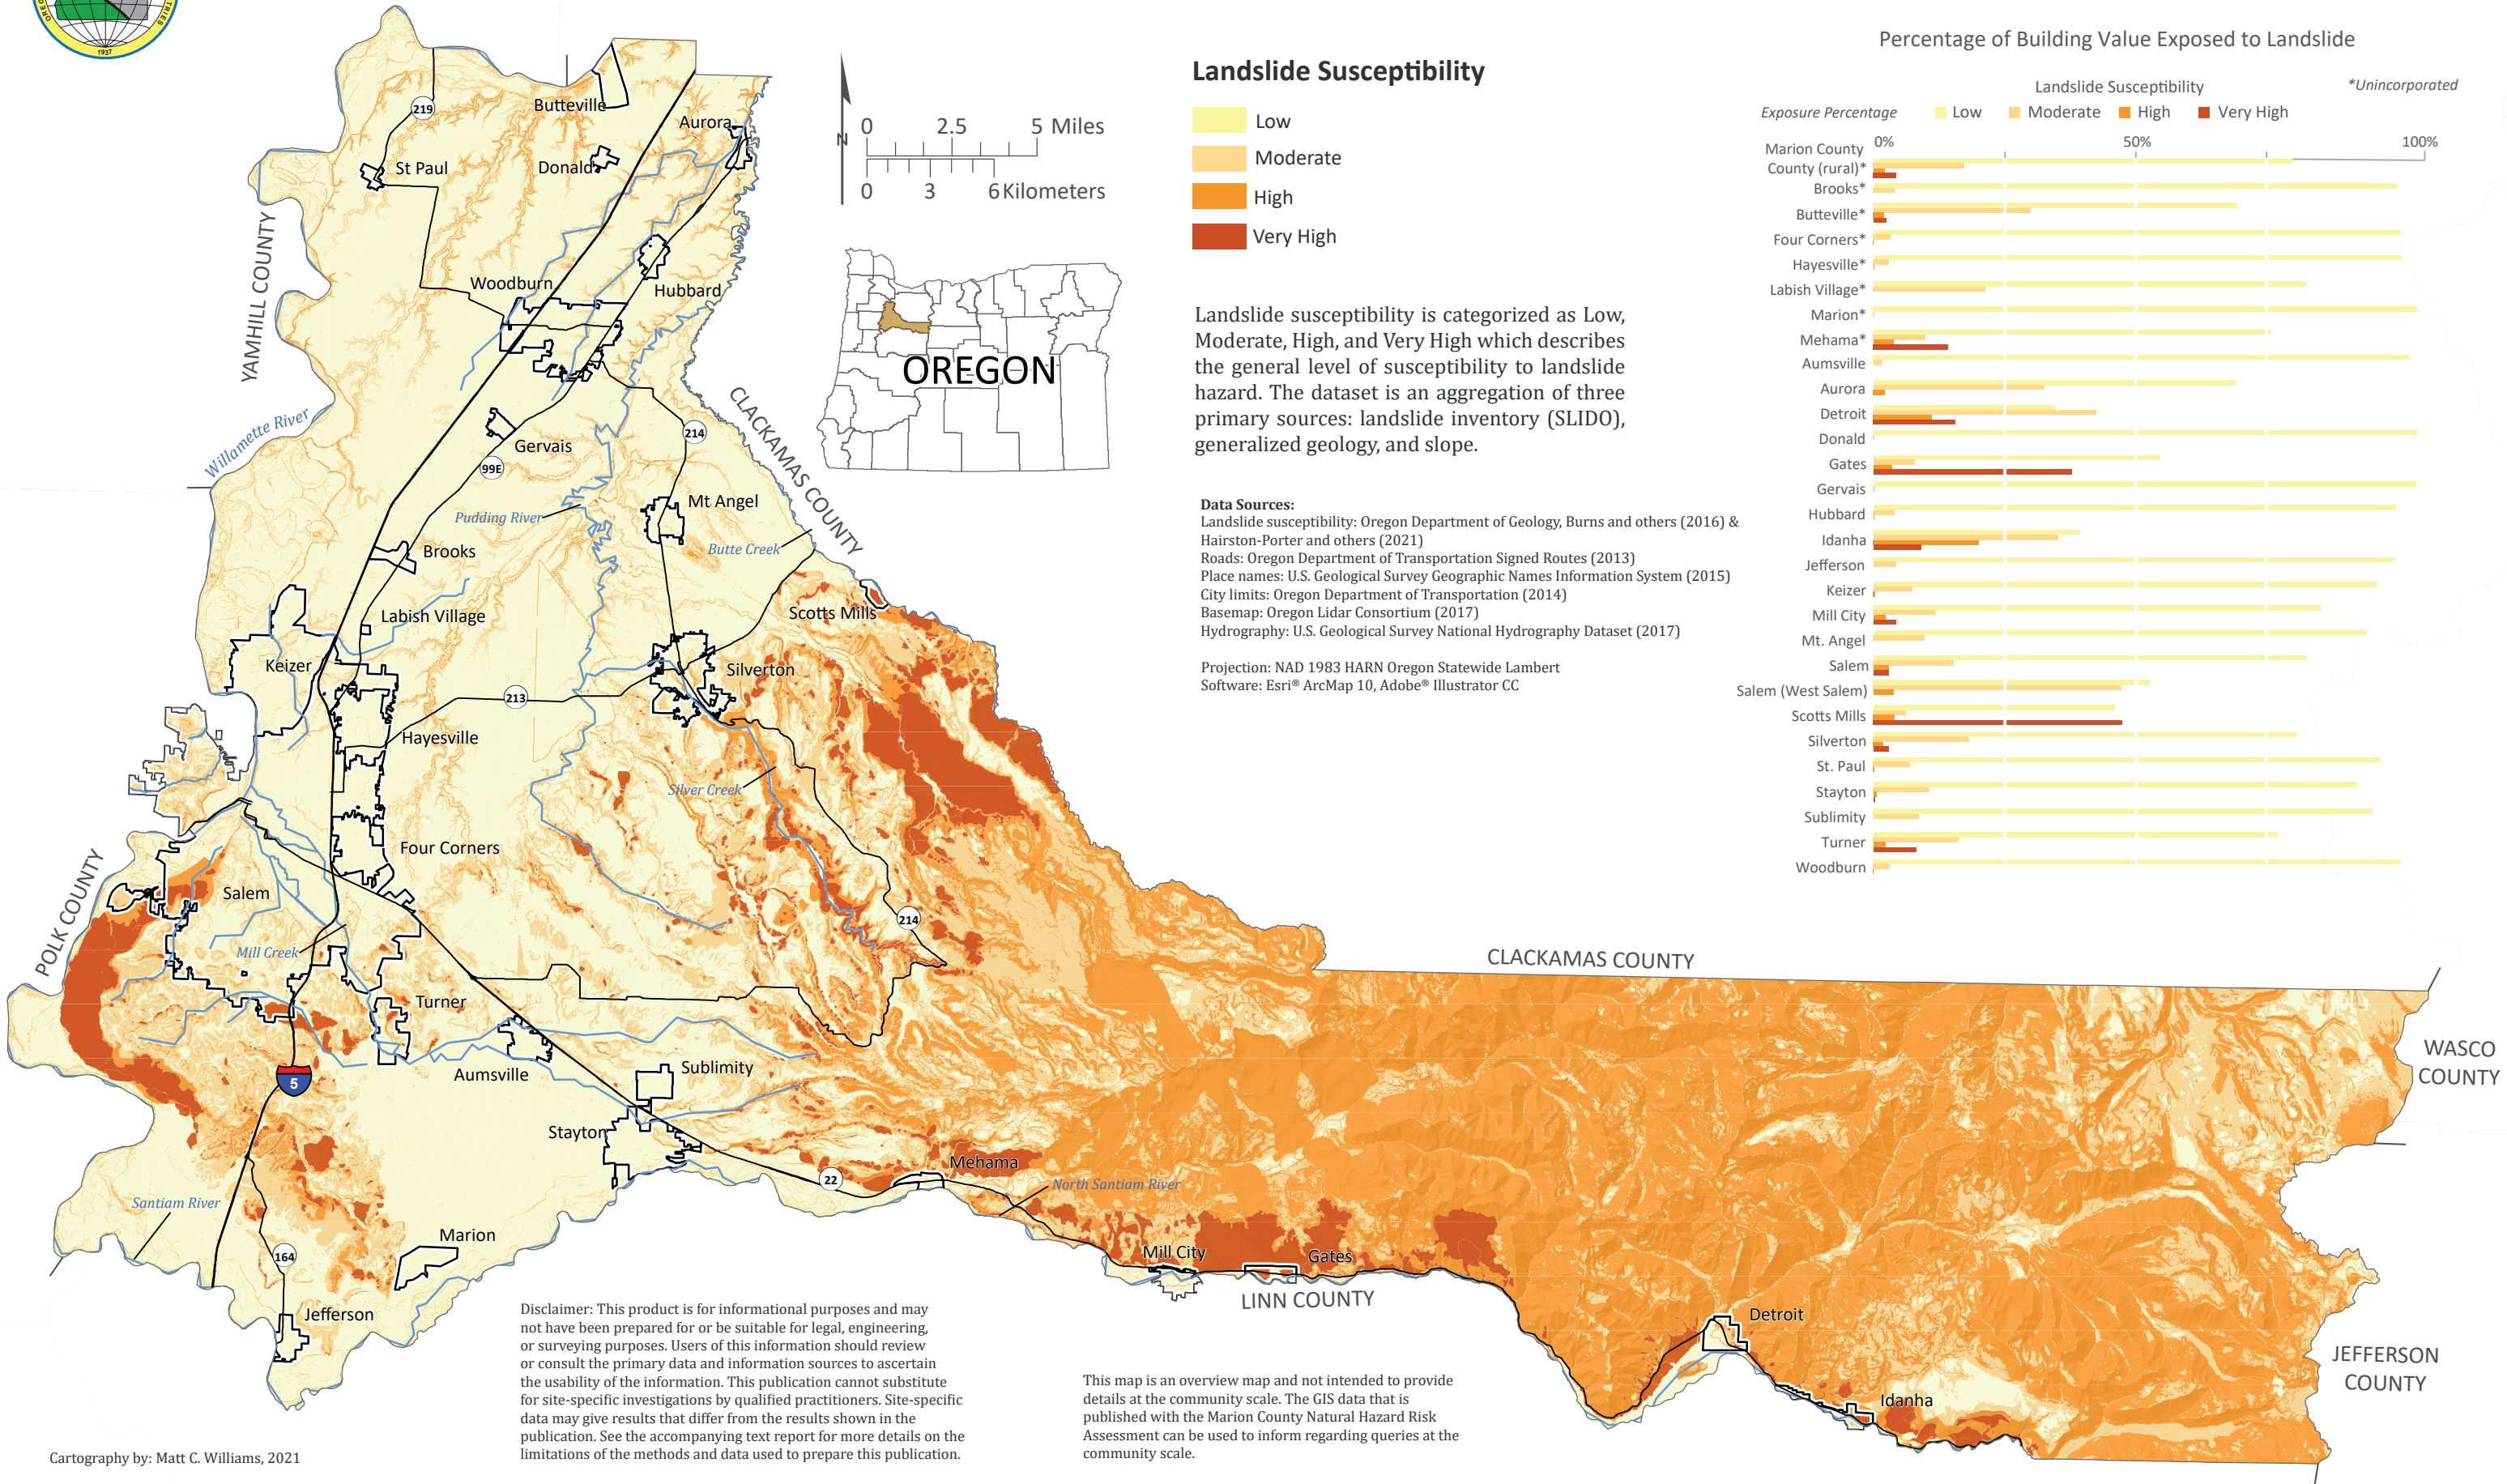 OREG
TRIES
1937
219
Butteville
Aurora
St Paul
Donald
YAMHILL COUNTY
Woodburn
Hubbard
Willamette River
Gervais
99E
214
CLACKAMAS COUNTY
Mt Angel
Pudding River
Butte Creek
Brooks
Labish Village
Scotts Mills
Keizer
Silverton
213
Hayesville
Silver Creek
Four Corners
POLK COUNTY
Salem
214
Mill Creek
Turner
5
Aumsville
Sublimity
Stayton
22
Mehama
North Santiam River
Santiam River
164
Marion
Jefferson
Mill City
Gates
LINN COUNTY
CLACKAMAS COUNTY
WASCO
COUNTY
Detroit
Idanha
JEFFERSON
COUNTY
N
0 2.5 5 Miles
0 3 6 Kilometers
OREGON
Landslide Susceptibility
Low
Moderate
High
Very High
Landslide susceptibility is categorized as Low,
Moderate, High, and Very High which describes
the general level of susceptibility to landslide
hazard. The dataset is an aggregation of three
primary sources: landslide inventory (SLIDO),
generalized geology, and slope.
Data Sources:
Landslide susceptibility: Oregon Department of Geology, Burns and others (2016) &
Hairston-Porter and others (2021)
Roads: Oregon Department of Transportation Signed Routes (2013)
Place names: U.S. Geological Survey Geographic Names Information System (2015)
City limits: Oregon Department of Transportation (2014)
Basemap: Oregon Lidar Consortium (2017)
Hydrography: U.S. Geological Survey National Hydrography Dataset (2017)
Projection: NAD 1983 HARN Oregon Statewide Lambert
Software: Esri® ArcMap 10, Adobe® Illustrator CC
Percentage of Building Value Exposed to Landslide
Landslide Susceptibility
*Unincorporated
Exposure Percentage Low Moderate High Very High
0% 50% 100%
Marion County
County (rural)*
Brooks*
Butteville*
Four Corners*
Hayesville*
Labish Village*
Marion*
Mehama*
Aumsville
Aurora
Detroit
Donald
Gates
Gervais
Hubbard
Idanha
Jefferson
Keizer
Mill City
Mt. Angel
Salem
Salem (West Salem)
Scotts Mills
Silverton
St. Paul
Stayton
Sublimity
Turner
Woodburn
Disclaimer: This product is for informational purposes and may
not have been prepared for or be suitable for legal, engineering,
or surveying purposes. Users of this information should review
or consult the primary data and information sources to ascertain
the usability of the information. This publication cannot substitute
for site-specific investigations by qualified practitioners. Site-specific
data may give results that differ from the results shown in the
publication. See the accompanying text report for more details on the
limitations of the methods and data used to prepare this publication.
This map is an overview map and not intended to provide
details at the community scale. The GIS data that is
published with the Marion County Natural Hazard Risk
Assessment can be used to inform regarding queries at the
community scale.
Cartography by: Matt C. Williams, 2021